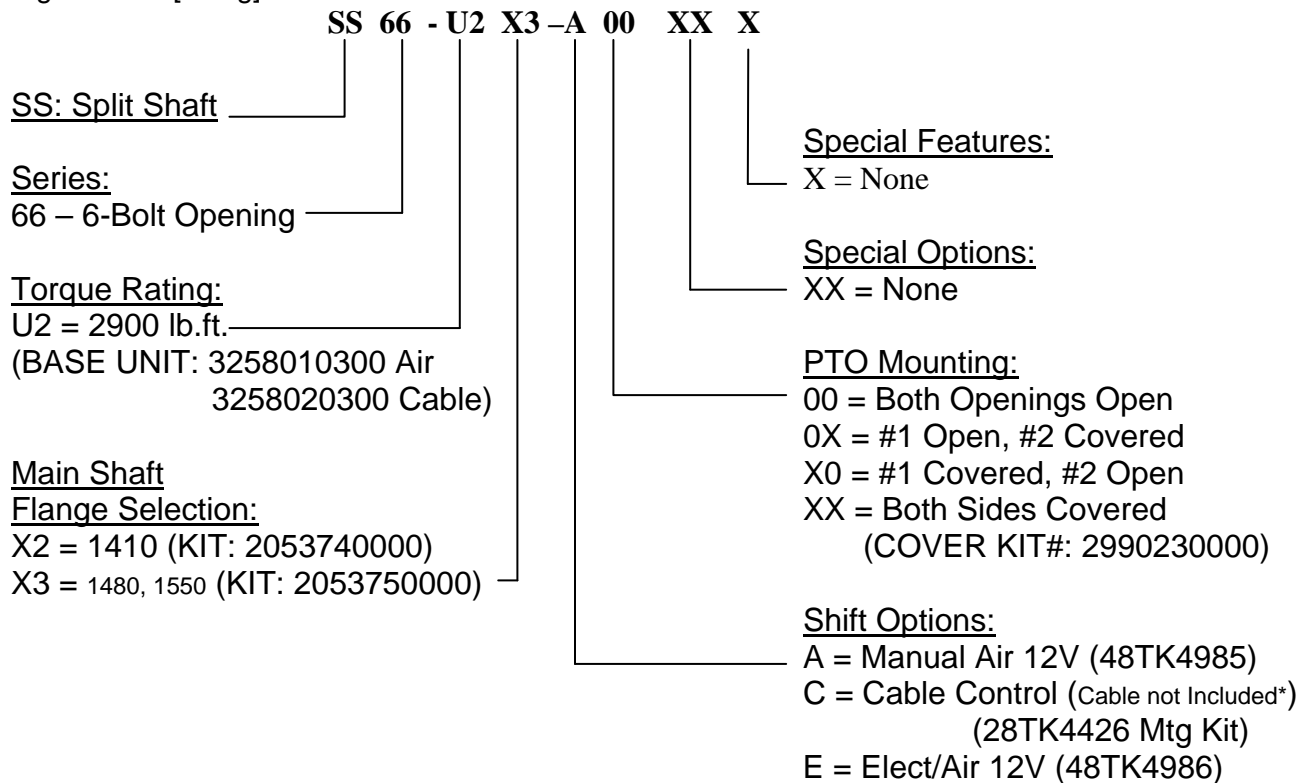 SS 66 - U2 X3 –A 00 XX X
SS: Split Shaft
Series:
66 – 6-Bolt Opening
Torque Rating:
U2 = 2900 lb.ft.
(BASE UNIT: 3258010300 Air
3258020300 Cable)
Main Shaft
Flange Selection:
X2 = 1410 (KIT: 2053740000)
X3 = 1480, 1550 (KIT: 2053750000)
Special Features:
X = None
Special Options:
XX = None
PTO Mounting:
00 = Both Openings Open
0X = #1 Open, #2 Covered
X0 = #1 Covered, #2 Open
XX = Both Sides Covered
(COVER KIT#: 2990230000)
Shift Options:
A = Manual Air 12V (48TK4985)
C = Cable Control (Cable not Included*)
(28TK4426 Mtg Kit)
E = Elect/Air 12V (48TK4986)